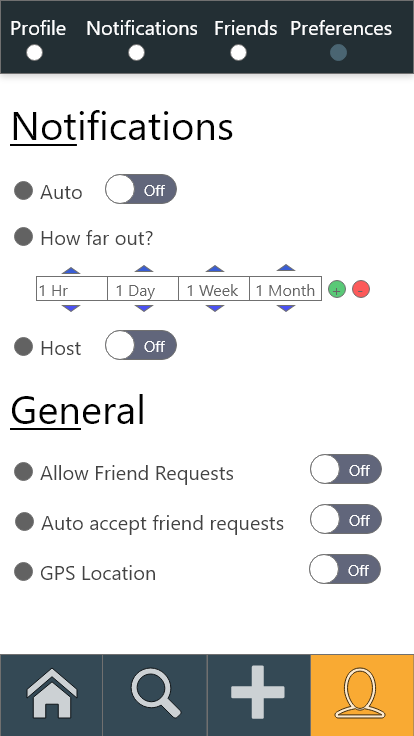 Profile Notifications Friends Preferences
Notifications
Auto Off
How far out?
1 Hr 1 Day 1 Week 1 Month + -
Host Off
General
Allow Friend Requests Off
Auto accept friend requests Off
GPS Location Off